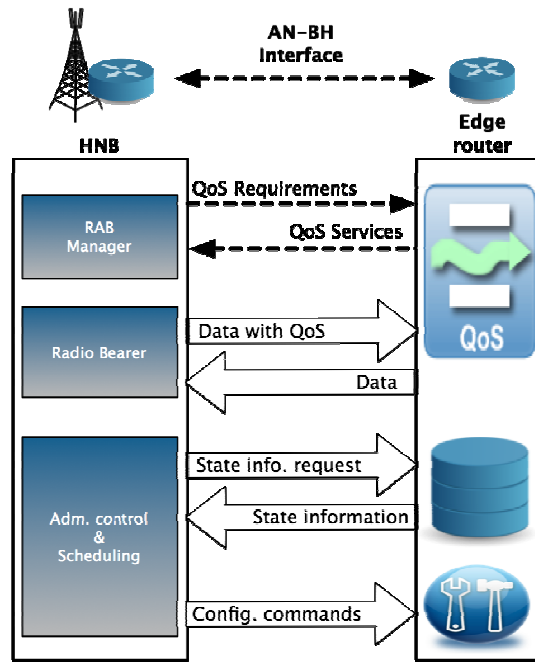 AN-BH
Interface
HNB
Edge
router
QoS Requirements
RAB
Manager
QoS Services
Data with QoS
Radio Bearer
QoS
Data
State info. request
State information
Adm. control
&
Scheduling
Config. commands